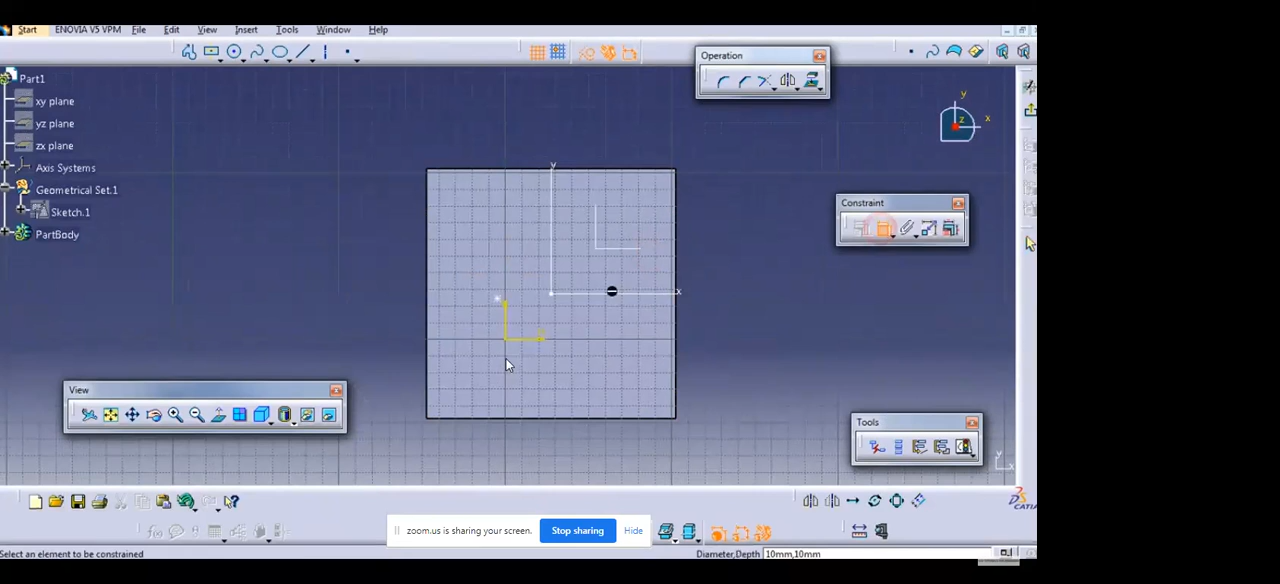 Start ENOVIA V5 VPM File Edit View Insert Tools Window Help
Operation
Part1
xy plane
yz plane
zx plane
Axis Systems
Geometrical Set.1
Sketch.1
PartBody
y
x
z
Constraint
y
x
View
Tools
y
x
f(x)
CATIA
zoom.us is sharing your screen. Stop sharing Hide
Select an element to be constrained
Diameter,Depth 10mm,10mm